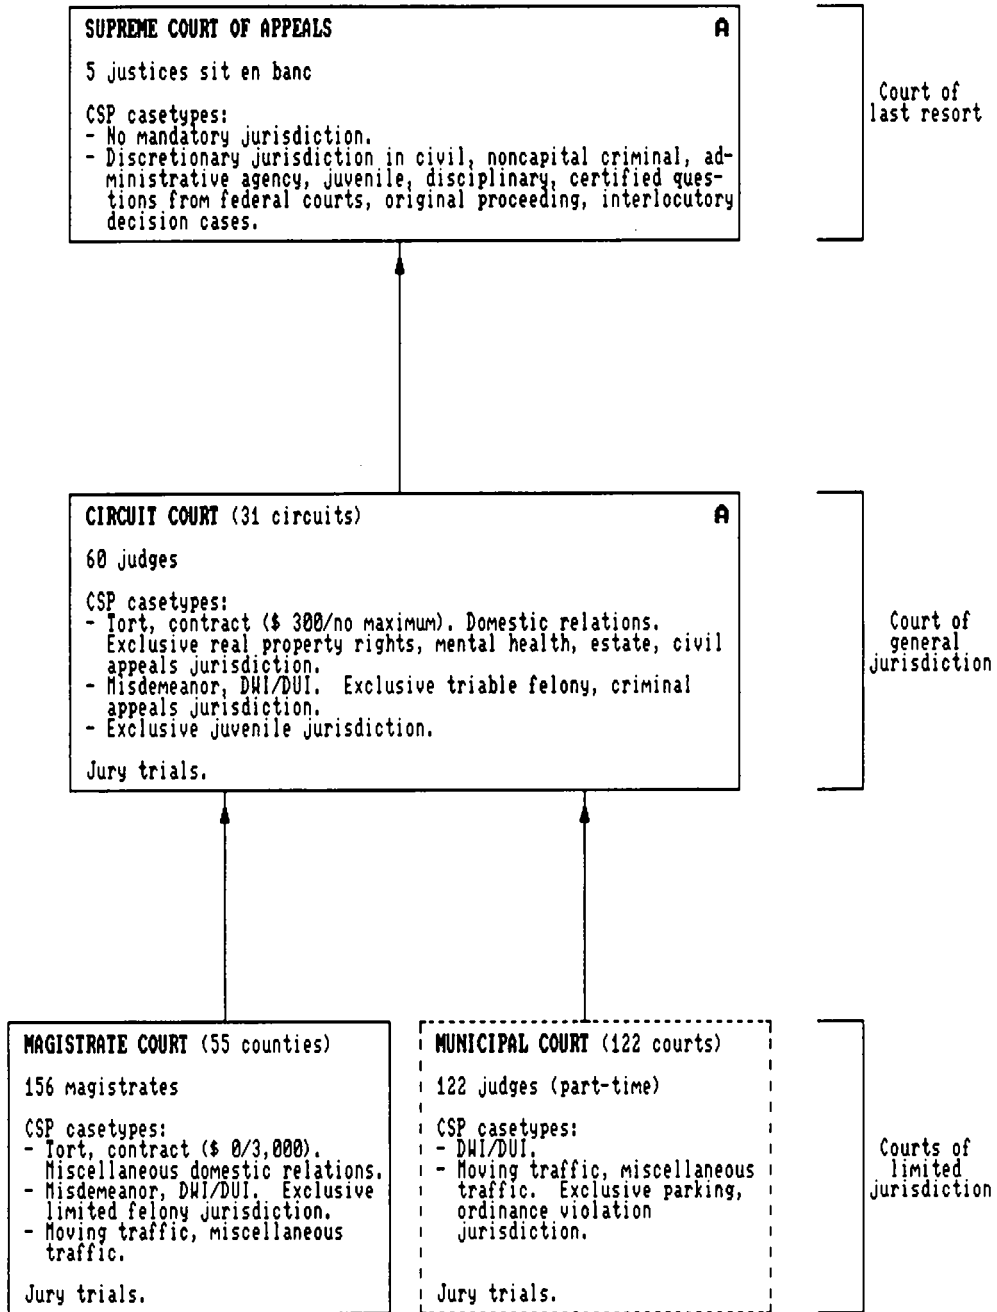 SUPREME COURT OF APPEALS A
5 justices sit en banc
CSP casetypes:
- No mandatory jurisdiction.
- Discretionary jurisdiction in civil, noncapital criminal, ad-
ministrative agency, juvenile, disciplinary, certified ques-
tions from federal courts, original proceeding, interlocutory
decision cases.
Court of
last resort
CIRCUIT COURT (31 circuits) A
60 judges
CSP casetypes:
- Tort, contract ($ 300/no maximum). Domestic relations.
Exclusive real property rights, mental health, estate, civil
appeals jurisdiction.
- Misdemeanor, DWI/DUI. Exclusive triable felony, criminal
appeals jurisdiction.
- Exclusive juvenile jurisdiction.
Jury trials.
Court of
general
jurisdiction
MAGISTRATE COURT (55 counties)
156 magistrates
CSP casetypes:
- Tort, contract ($ 0/3,000).
Miscellaneous domestic relations.
- Misdemeanor, DWI/DUI. Exclusive
limited felony jurisdiction.
- Moving traffic, miscellaneous
traffic.
Jury trials.
MUNICIPAL COURT (122 courts)
122 judges (part-time)
CSP casetypes:
- DWI/DUI.
- Moving traffic, miscellaneous
traffic. Exclusive parking,
ordinance violation
jurisdiction.
Jury trials.
Courts of
limited
jurisdiction